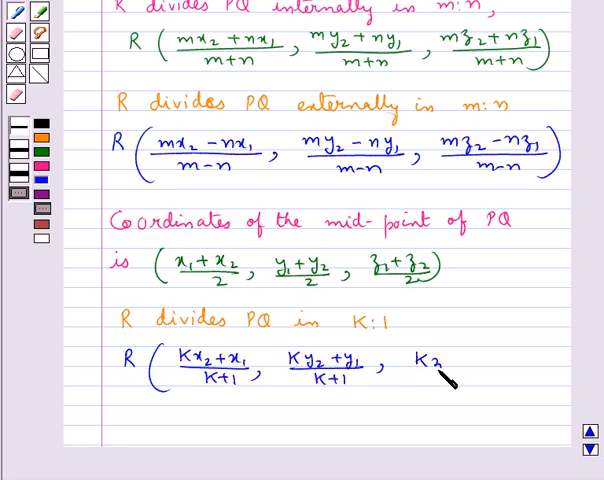 R divides PQ internally in m:n,
R ( mx₂+nx₁/m+n , my₂+ny₁/m+n , mz₂+nz₁/m+n )
R divides PQ externally in m:n
R ( mx₂-nx₁/m-n , my₂-ny₁/m-n , mz₂-nz₁/m-n )
Coordinates of the mid-point of PQ
is ( x₁+x₂/2 , y₁+y₂/2 , z₁+z₂/2 )
R divides PQ in K:1
R ( Kx₂+x₁/K+1 , Ky₂+y₁/K+1 , Kz